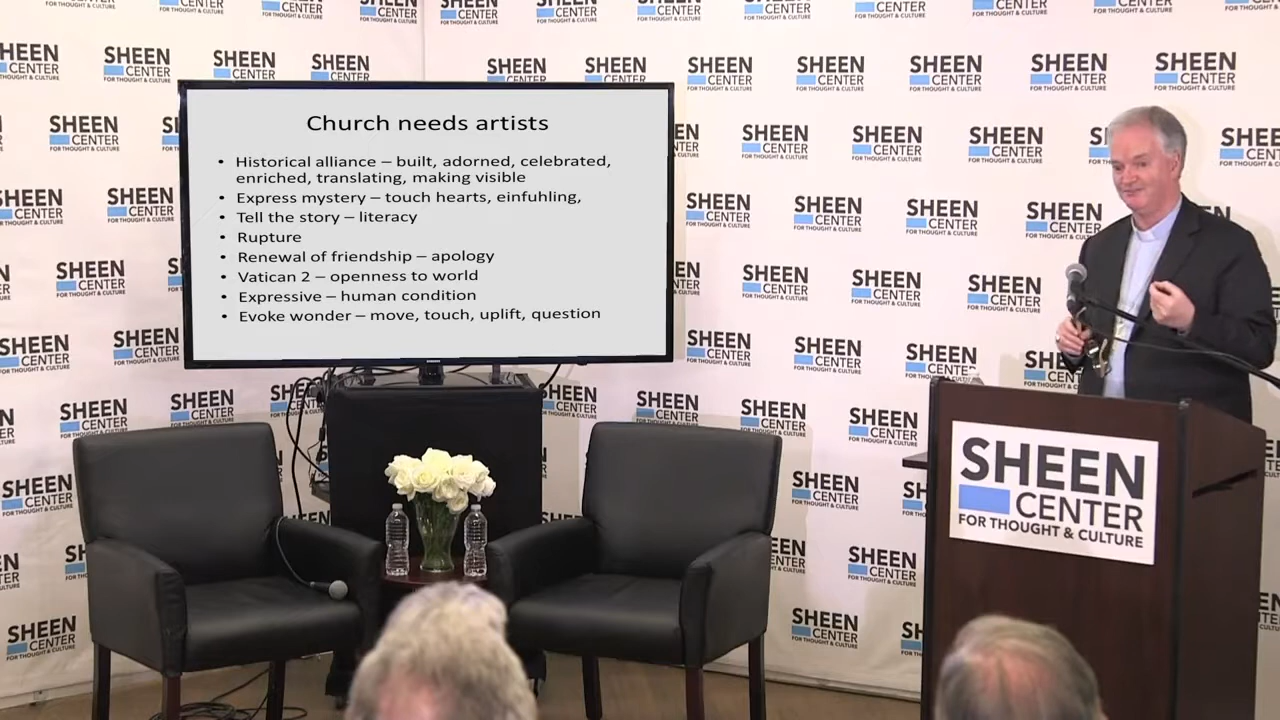 Church needs artists
• Historical alliance – built, adorned, celebrated,
enriched, translating, making visible
• Express mystery – touch hearts, einfuhling,
• Tell the story – literacy
• Rupture
• Renewal of friendship – apology
• Vatican 2 – openness to world
• Expressive – human condition
• Evoke wonder – move, touch, uplift, question
SHEEN
CENTER
FOR THOUGHT & CULTURE